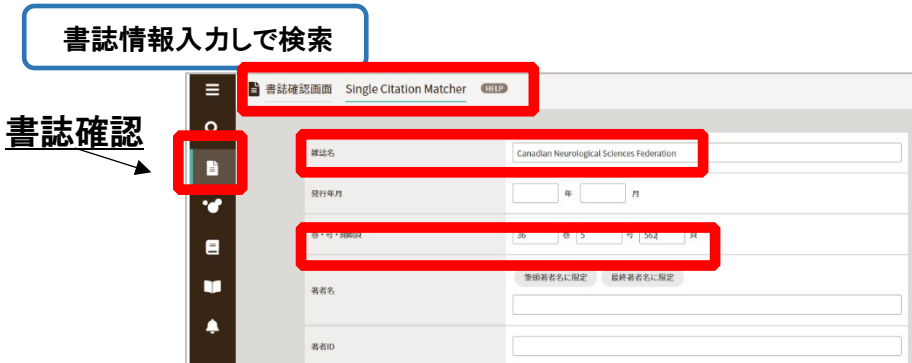 書誌情報入力しで検索
書誌確認画面 Single Citation Matcher HELP
書誌確認
雑誌名 Canadian Neurological Sciences Federation
発行年月 年 月
巻・号・開始頁 36 巻 5 号 562 頁
著者名 筆頭著者名に限定 最終著者名に限定
著者ID